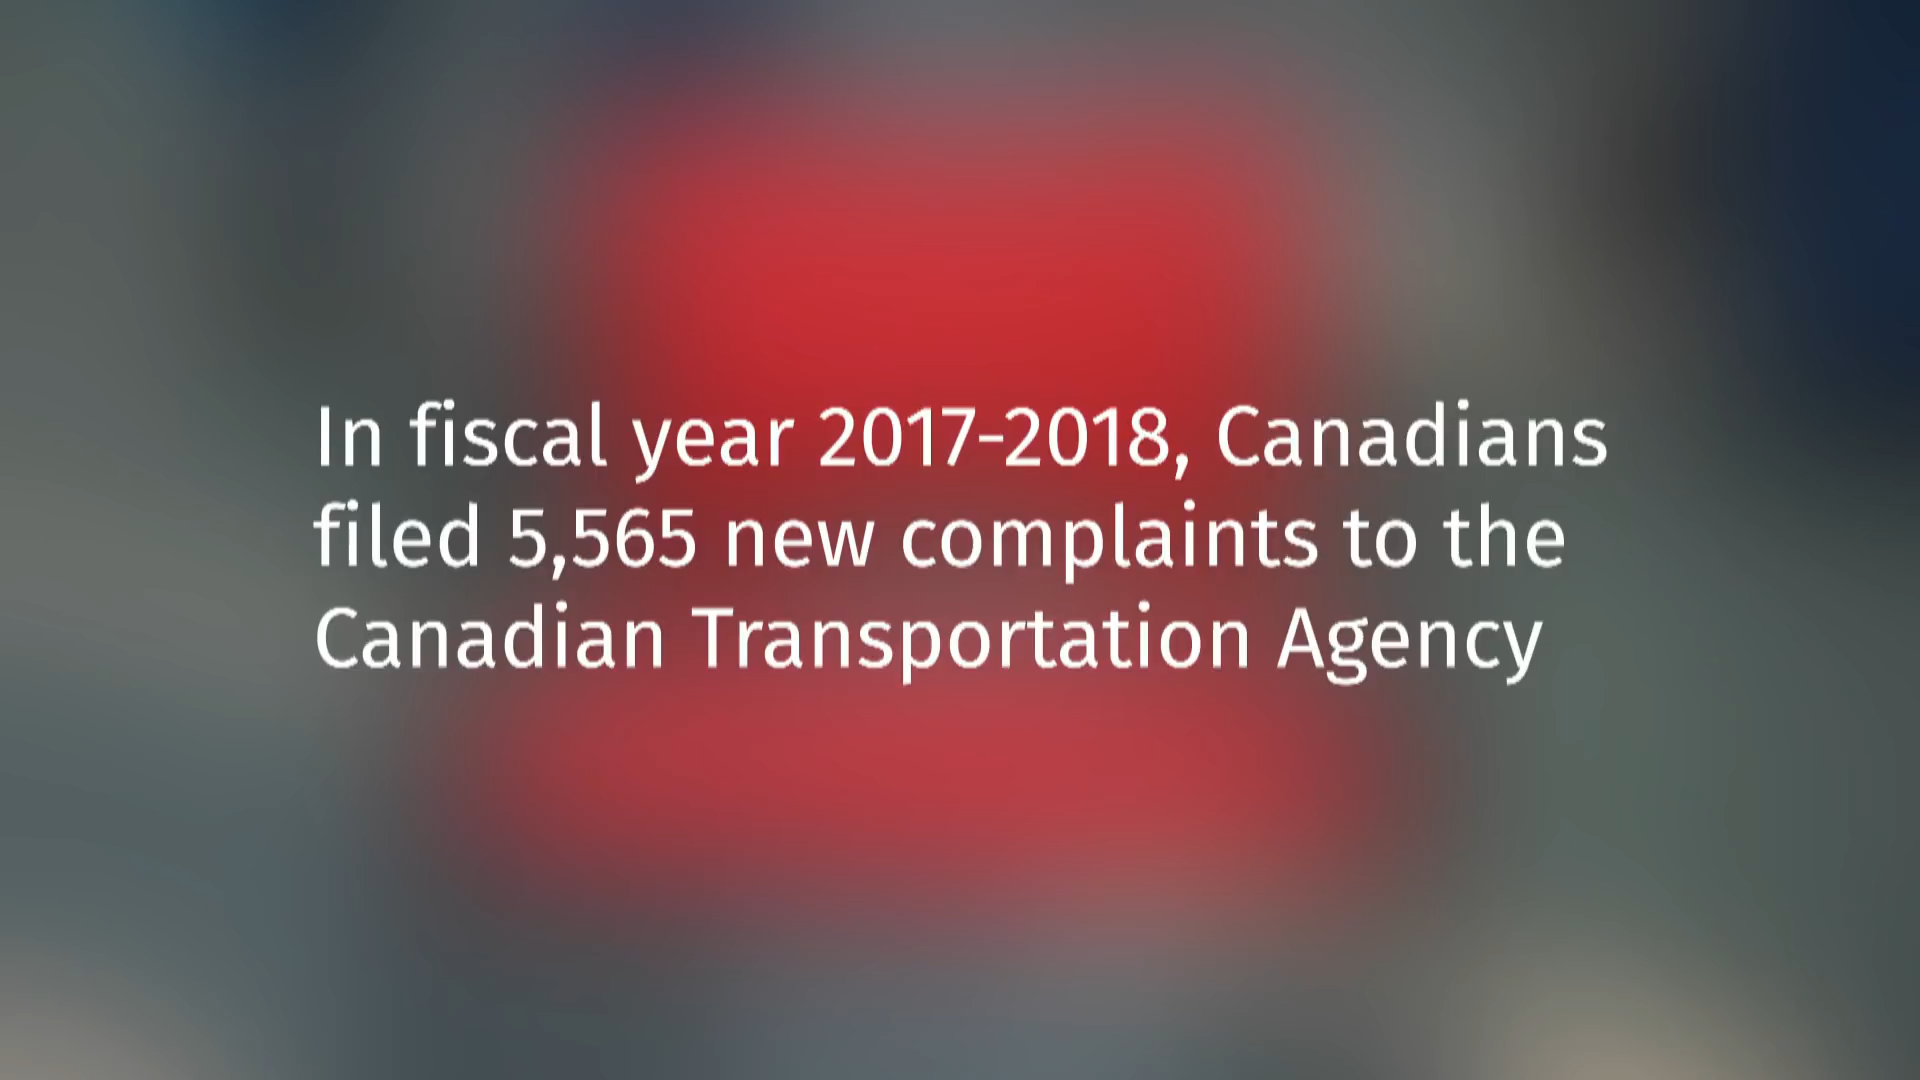 In fiscal year 2017-2018, Canadians
filed 5,565 new complaints to the
Canadian Transportation Agency